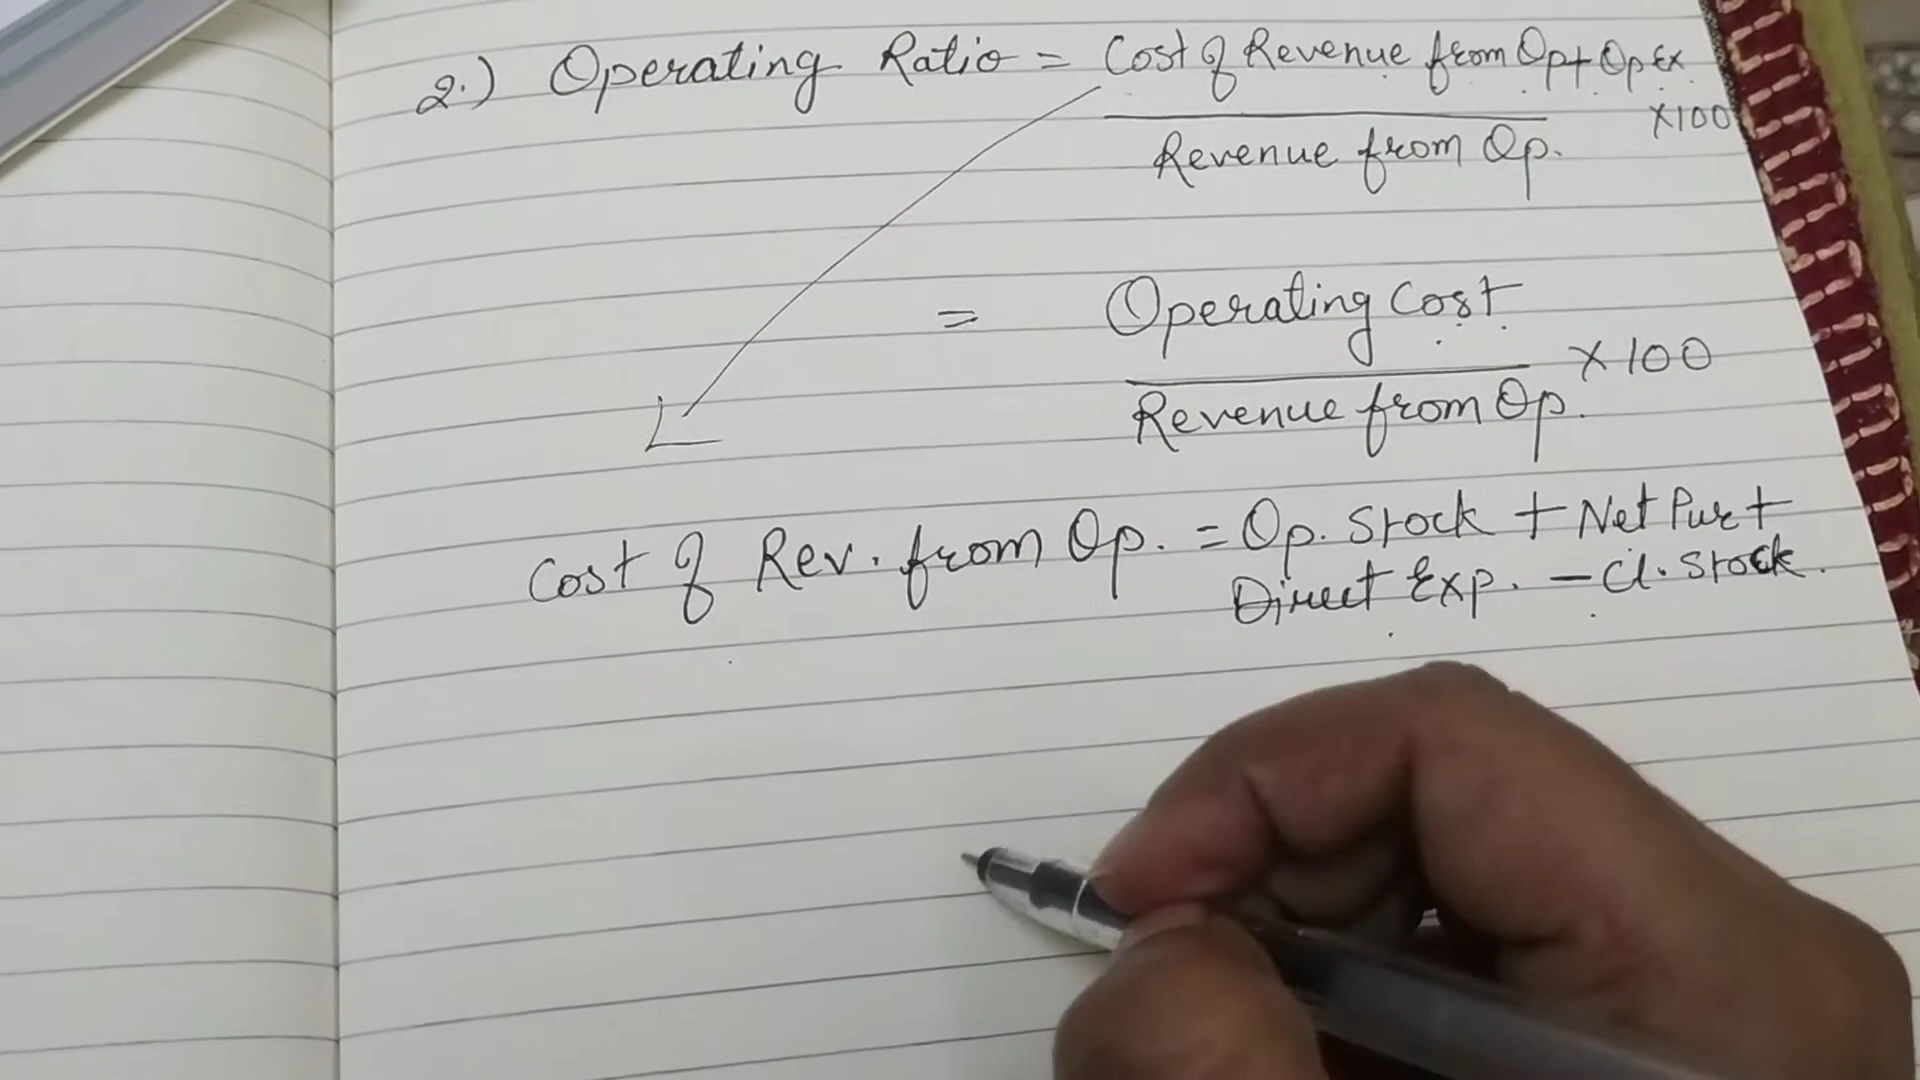 2.) Operating Ratio = Cost of Revenue from Op + Op Ex
Revenue from Op. X100
= Operating Cost
X 100
Revenue from Op.
Cost of Rev. from Op. = Op. Stock + Net Pur +
Direct Exp. - Cl. Stock.